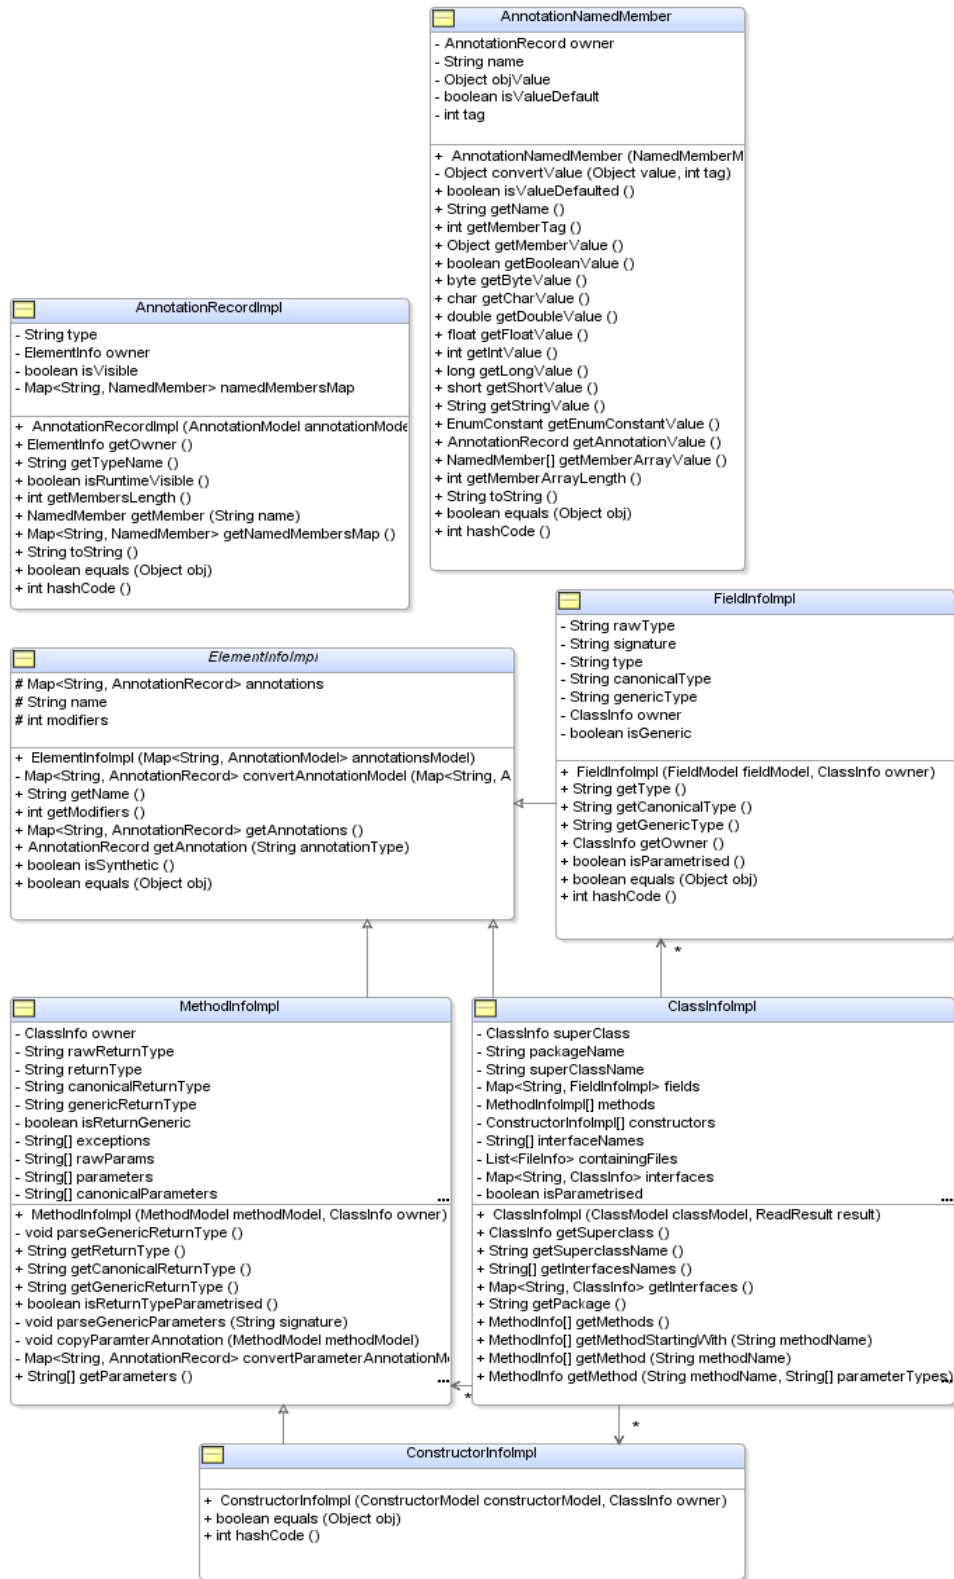 AnnotationNamedMember
- AnnotationRecord owner
- String name
- Object objValue
- boolean isValueDefault
- int tag
+ AnnotationNamedMember (NamedMemberM
- Object convertValue (Object value, int tag)
+ boolean isValueDefaulted ()
+ String getName ()
+ int getMemberTag ()
+ Object getMemberValue ()
+ boolean getBooleanValue ()
+ byte getByteValue ()
+ char getCharValue ()
+ double getDoubleValue ()
+ float getFloatValue ()
+ int getIntValue ()
+ long getLongValue ()
+ short getShortValue ()
+ String getStringValue ()
+ EnumConstant getEnumConstantValue ()
+ AnnotationRecord getAnnotationValue ()
+ NamedMember[] getMemberArrayValue ()
+ int getMemberArrayLength ()
+ String toString ()
+ boolean equals (Object obj)
+ int hashCode ()
AnnotationRecordImpl
- String type
- ElementInfo owner
- boolean isVisible
- Map<String, NamedMember> namedMembersMap
+ AnnotationRecordImpl (AnnotationModel annotationMode
+ ElementInfo getOwner ()
+ String getTypeName ()
+ boolean isRuntimeVisible ()
+ int getMembersLength ()
+ NamedMember getMember (String name)
+ Map<String, NamedMember> getNamedMembersMap ()
+ String toString ()
+ boolean equals (Object obj)
+ int hashCode ()
FieldInfoImpl
- String rawType
- String signature
- String type
- String canonicalType
- String genericType
- ClassInfo owner
- boolean isGeneric
+ FieldInfoImpl (FieldModel fieldModel, ClassInfo owner)
+ String getType ()
+ String getCanonicalType ()
+ String getGenericType ()
+ ClassInfo getOwner ()
+ boolean isParametrised ()
+ boolean equals (Object obj)
+ int hashCode ()
ElementInfoImpl
# Map<String, AnnotationRecord> annotations
# String name
# int modifiers
+ ElementInfoImpl (Map<String, AnnotationModel> annotationsModel)
- Map<String, AnnotationRecord> convertAnnotationModel (Map<String, A
+ String getName ()
+ int getModifiers ()
+ Map<String, AnnotationRecord> getAnnotations ()
+ AnnotationRecord getAnnotation (String annotationType)
+ boolean isSynthetic ()
+ boolean equals (Object obj)
*
MethodInfoImpl
- ClassInfo owner
- String rawReturnType
- String returnType
- String canonicalReturnType
- String genericReturnType
- boolean isReturnGeneric
- String[] exceptions
- String[] rawParams
- String[] parameters
- String[] canonicalParameters
...
+ MethodInfoImpl (MethodModel methodModel, ClassInfo owner)
- void parseGenericReturnType ()
+ String getReturnType ()
+ String getCanonicalReturnType ()
+ String getGenericReturnType ()
+ boolean isReturnTypeParametrised ()
- void parseGenericParameters (String signature)
- void copyParamterAnnotation (MethodModel methodModel)
- Map<String, AnnotationRecord> convertParameterAnnotationM
+ String[] getParameters ()
...
ClassInfoImpl
- ClassInfo superClass
- String packageName
- String superClassName
- Map<String, FieldInfoImpl> fields
- MethodInfoImpl[] methods
- ConstructorInfoImpl[] constructors
- String[] interfaceNames
- List<FileInfo> containingFiles
- Map<String, ClassInfo> interfaces
- boolean isParametrised
...
+ ClassInfoImpl (ClassModel classModel, ReadResult result)
+ ClassInfo getSuperclass ()
+ String getSuperclassName ()
+ String[] getInterfacesNames ()
+ Map<String, ClassInfo> getInterfaces ()
+ String getPackage ()
+ MethodInfo[] getMethods ()
+ MethodInfo[] getMethodStartingWith (String methodName)
+ MethodInfo[] getMethod (String methodName)
+ MethodInfo getMethod (String methodName, String[] parameterTypes)
...
*
*
ConstructorInfoImpl
+ ConstructorInfoImpl (ConstructorModel constructorModel, ClassInfo owner)
+ boolean equals (Object obj)
+ int hashCode ()